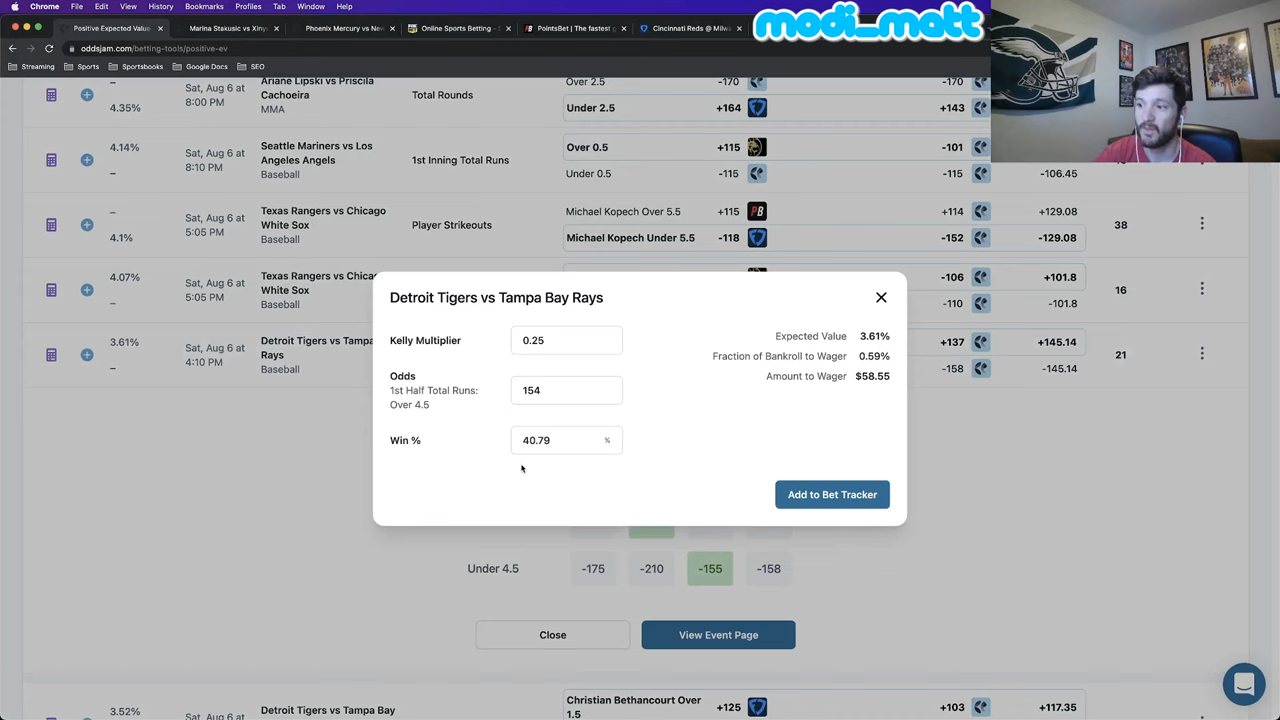 Chrome File Edit View History Bookmarks Profiles Tab Window Help
Positive Expected Value
Marina Stakusic vs Xiny
Phoenix Mercury vs New
Online Sports Betting - E
PointsBet | The fastest g
Cincinnati Reds @ Milwa
oddsjam.com/betting-tools/positive-ev
Streaming Sports Sportsbooks Google Docs SEO
modi_matt
Ariane Lipski vs Priscila
Cachoeira
MMA
–
4.35%
Sat, Aug 6 at
8:00 PM
Total Rounds
Over 2.5 -170 -170
Under 2.5 +164 +143
4.14%
–
Sat, Aug 6 at
8:10 PM
Seattle Mariners vs Los
Angeles Angels
Baseball
1st Inning Total Runs
Over 0.5 +115 -101
Under 0.5 -115 -115 -106.45
–
4.1%
Sat, Aug 6 at
5:05 PM
Texas Rangers vs Chicago
White Sox
Baseball
Player Strikeouts
Michael Kopech Over 5.5 +115 PB +114 +129.08
Michael Kopech Under 5.5 -118 -152 -129.08
38
4.07%
–
Sat, Aug 6 at
5:05 PM
Texas Rangers vs Chicag
White Sox
Baseball
-106 +101.8
-110 -101.8
16
3.61%
–
Sat, Aug 6 at
4:10 PM
Detroit Tigers vs Tampa
Rays
Baseball
+137 +145.14
-158 -145.14
21
Detroit Tigers vs Tampa Bay Rays
Kelly Multiplier 0.25
Odds
1st Half Total Runs:
Over 4.5
154
Win % 40.79 %
Expected Value 3.61%
Fraction of Bankroll to Wager 0.59%
Amount to Wager $58.55
Add to Bet Tracker
Under 4.5 -175 -210 -155 -158
Close View Event Page
3.52%
Sat, Aug 6 at
Detroit Tigers vs Tampa Bay
Christian Bethancourt Over
1.5
+125 +103 +117.35